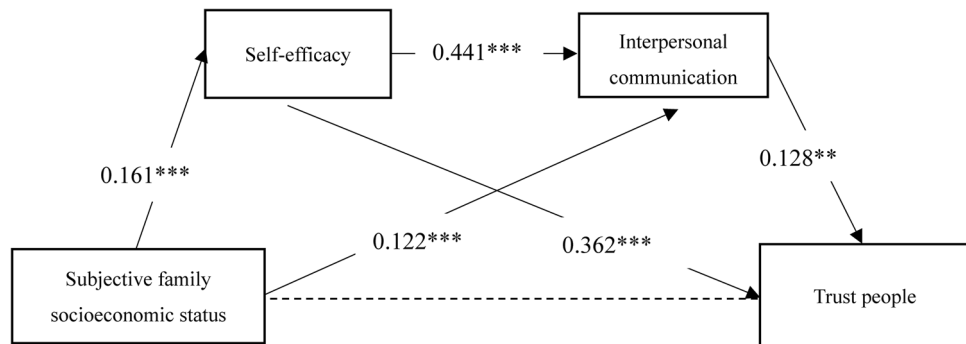 Self-efficacy
0.441***
Interpersonal
communication
0.161***
0.128**
0.122***
0.362***
Subjective family
socioeconomic status
Trust people